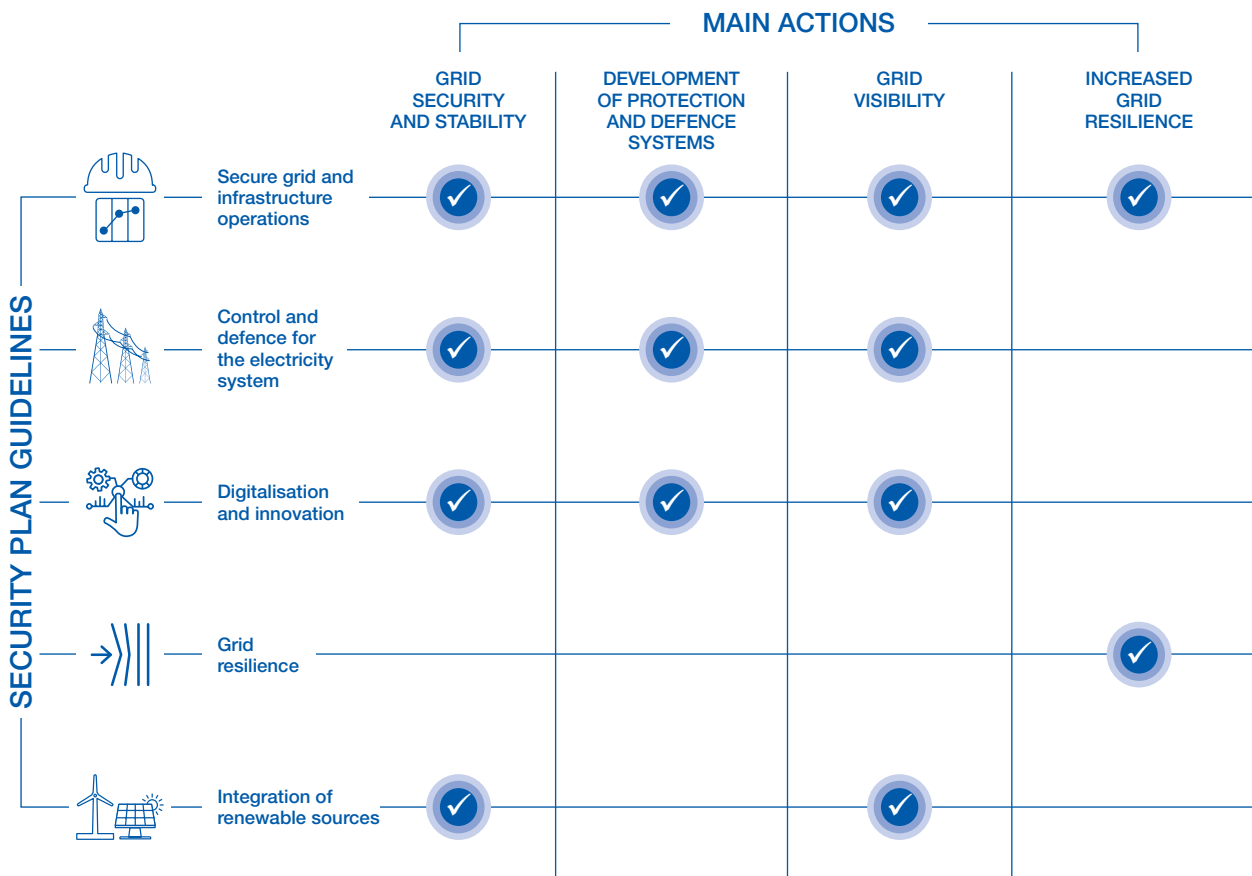 MAIN ACTIONS
GRID
SECURITY
AND STABILITY
DEVELOPMENT
OF PROTECTION
AND DEFENCE
SYSTEMS
GRID
VISIBILITY
INCREASED
GRID
RESILIENCE
SECURITY PLAN GUIDELINES
Secure grid and
infrastructure
operations
Control and
defence for
the electricity
system
Digitalisation
and innovation
Grid
resilience
Integration of
renewable sources